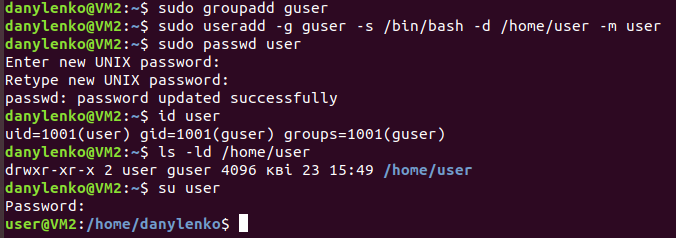 danylenko@VM2:~$ sudo groupadd guser
danylenko@VM2:~$ sudo useradd -g guser -s /bin/bash -d /home/user -m user
danylenko@VM2:~$ sudo passwd user
Enter new UNIX password:
Retype new UNIX password:
passwd: password updated successfully
danylenko@VM2:~$ id user
uid=1001(user) gid=1001(guser) groups=1001(guser)
danylenko@VM2:~$ ls -ld /home/user
drwxr-xr-x 2 user guser 4096 кві 23 15:49 /home/user
danylenko@VM2:~$ su user
Password:
user@VM2:/home/danylenko$